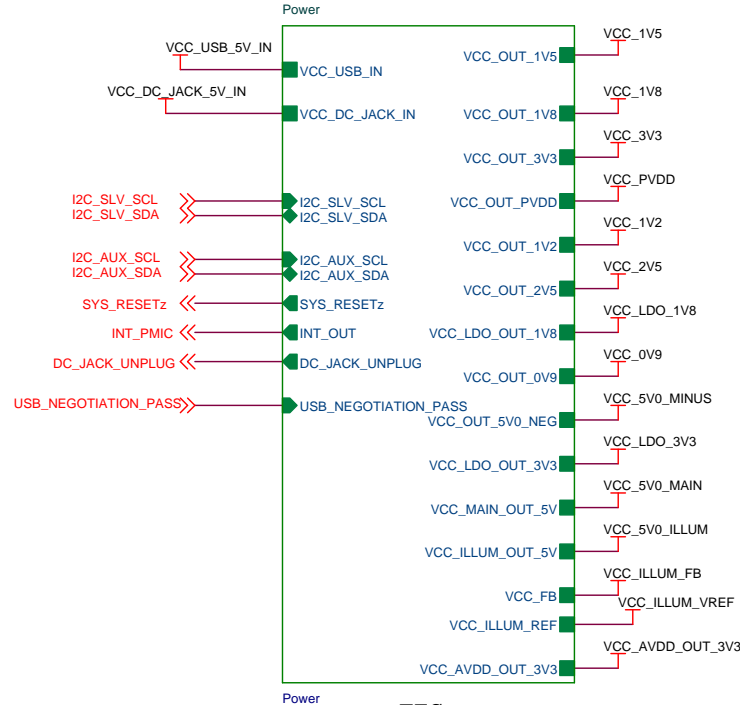 Power
VCC_USB_5V_IN
VCC_USB_IN
VCC_DC_JACK_5V_IN
VCC_DC_JACK_IN
I2C_SLV_SCL
I2C_SLV_SCL
I2C_SLV_SDA
I2C_SLV_SDA
I2C_AUX_SCL
I2C_AUX_SCL
I2C_AUX_SDA
I2C_AUX_SDA
SYS_RESETz
SYS_RESETz
INT_PMIC
INT_OUT
DC_JACK_UNPLUG
DC_JACK_UNPLUG
USB_NEGOTIATION_PASS
USB_NEGOTIATION_PASS
VCC_OUT_1V5
VCC_1V5
VCC_OUT_1V8
VCC_1V8
VCC_OUT_3V3
VCC_3V3
VCC_OUT_PVDD
VCC_PVDD
VCC_OUT_1V2
VCC_1V2
VCC_OUT_2V5
VCC_2V5
VCC_LDO_OUT_1V8
VCC_LDO_1V8
VCC_OUT_0V9
VCC_0V9
VCC_OUT_5V0_NEG
VCC_5V0_MINUS
VCC_LDO_OUT_3V3
VCC_LDO_3V3
VCC_MAIN_OUT_5V
VCC_5V0_MAIN
VCC_ILLUM_OUT_5V
VCC_5V0_ILLUM
VCC_FB
VCC_ILLUM_FB
VCC_ILLUM_REF
VCC_ILLUM_VREF
VCC_AVDD_OUT_3V3
VCC_AVDD_OUT_3V3
Power